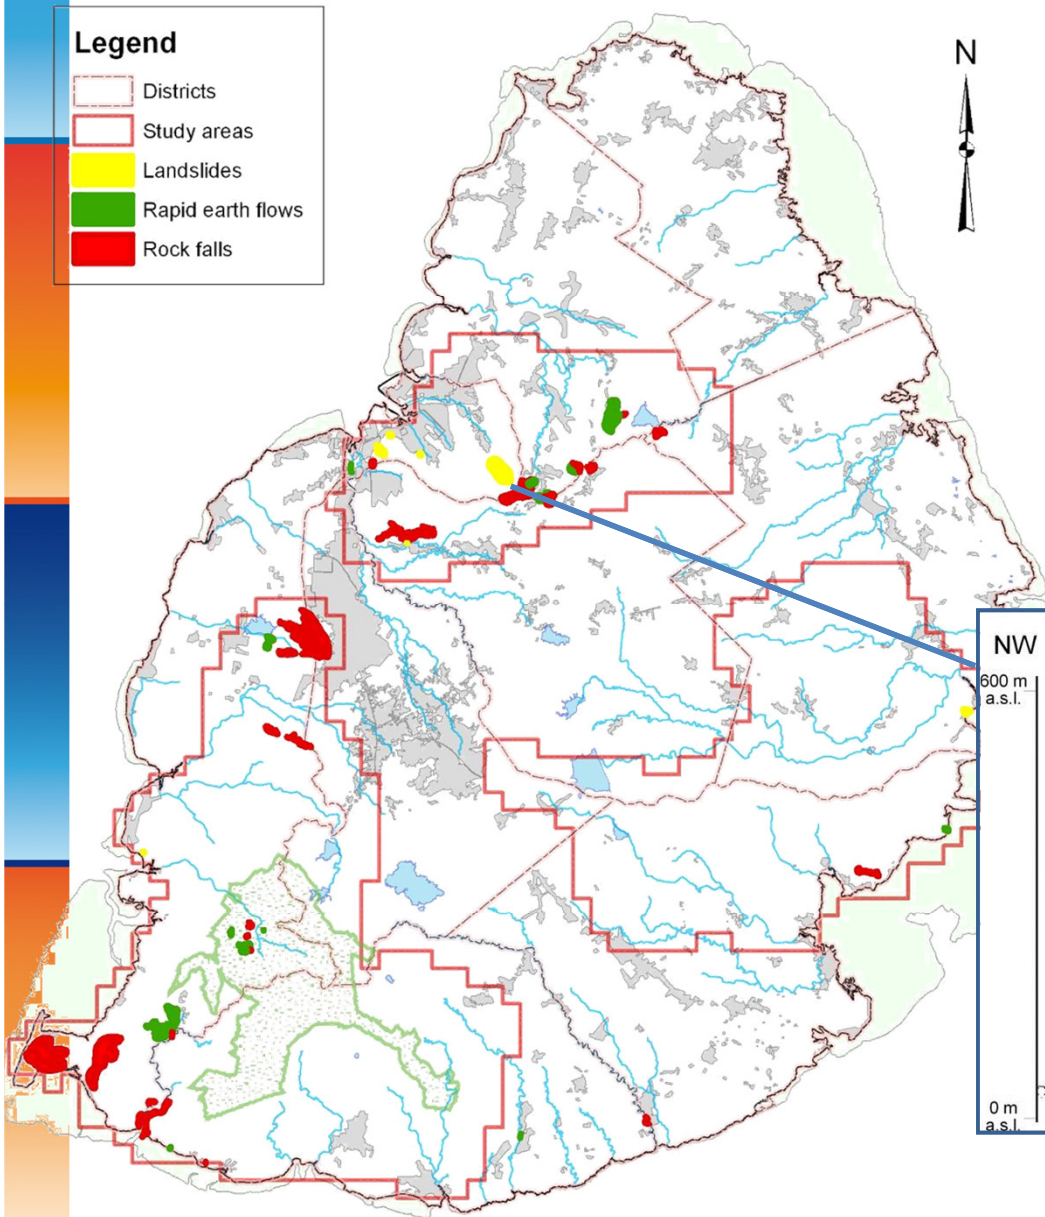 Legend
Districts
Study areas
Landslides
Rapid earth flows
Rock falls
N
NW
600 m
a.s.l.
0 m
a.s.l.